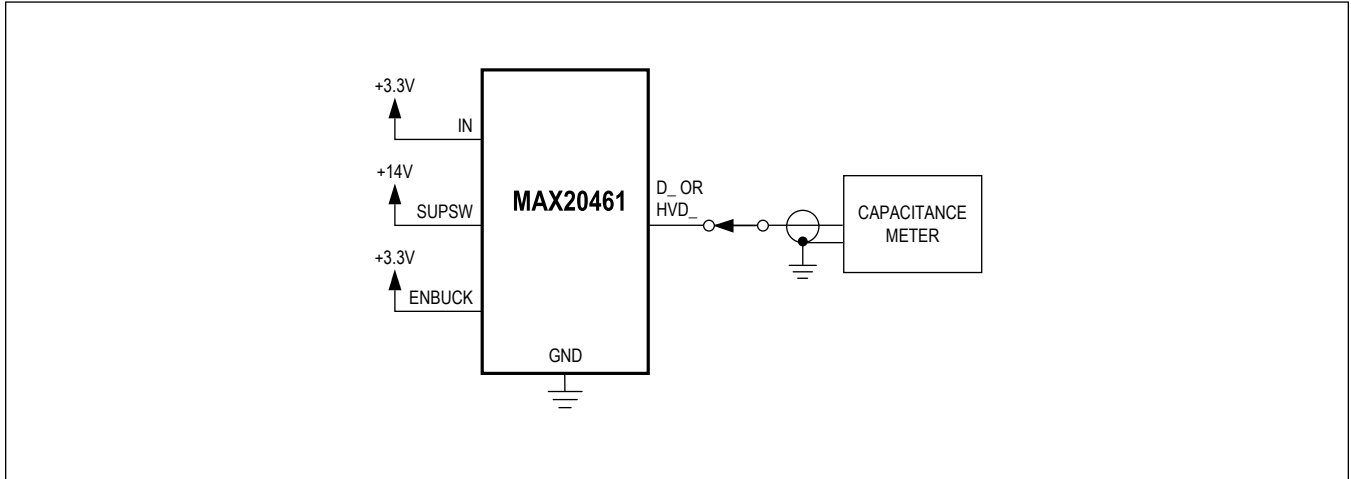 +3.3V
IN
+14V
SUPSW
+3.3V
ENBUCK
MAX20461
GND
D_ OR
HVD_
CAPACITANCE
METER